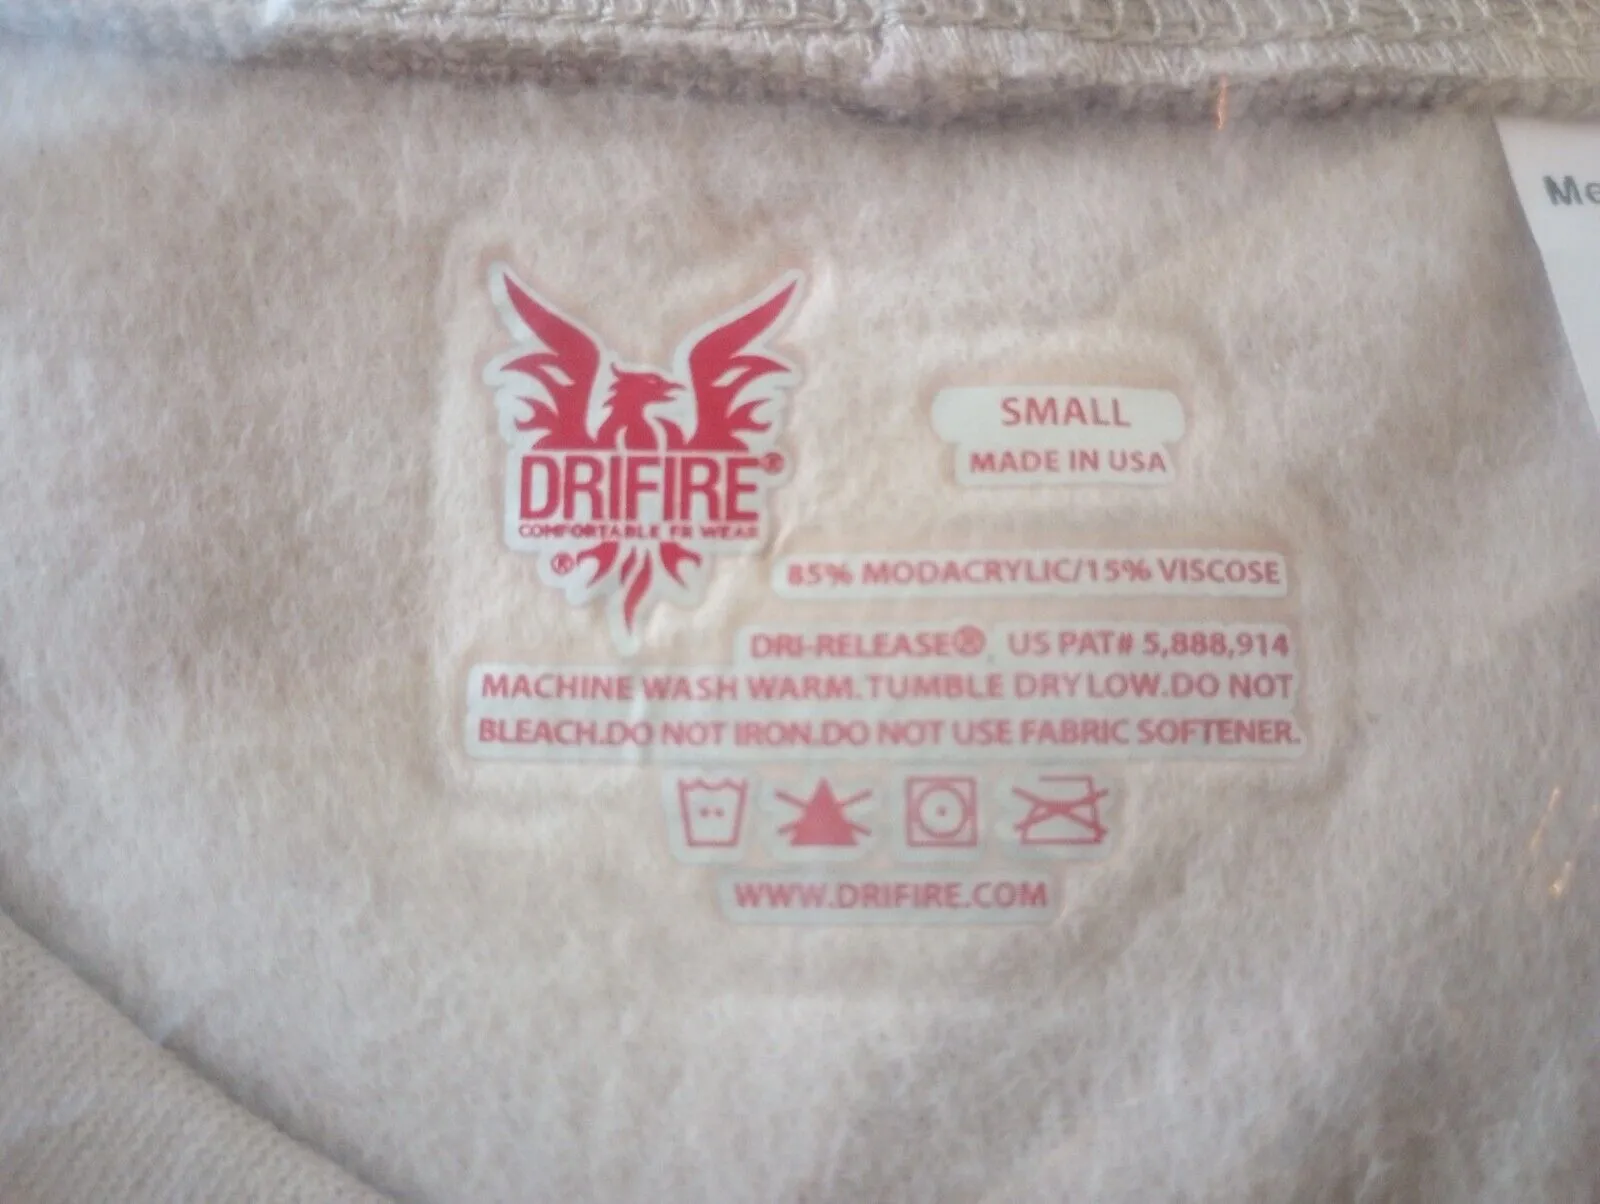 Me
DRIFIRE®
COMFORTABLE FR WEAR
®
SMALL
MADE IN USA
85% MODACRYLIC/15% VISCOSE
DRI-RELEASE® US PAT# 5,888,914
MACHINE WASH WARM.TUMBLE DRY LOW.DO NOT
BLEACH.DO NOT IRON.DO NOT USE FABRIC SOFTENER.
WWW.DRIFIRE.COM